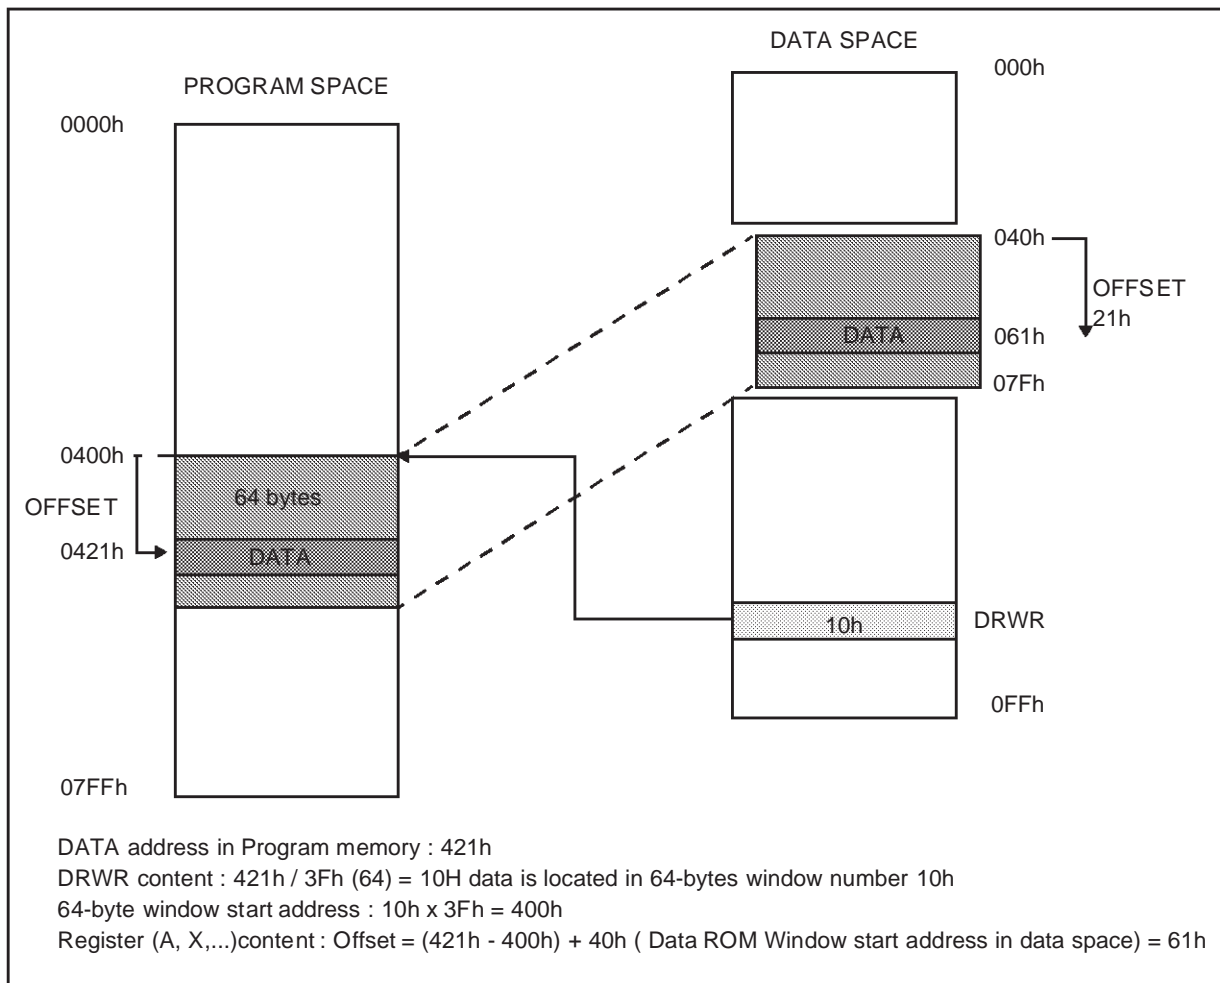 DATA SPACE
000h
PROGRAM SPACE
0000h
040h
OFFSET
21h
DATA
061h
07Fh
0400h
64 bytes
OFFSET
0421h
DATA
10h
DRWR
0FFh
07FFh
DATA address in Program memory : 421h
DRWR content : 421h / 3Fh (64) = 10H data is located in 64-bytes window number 10h
64-byte window start address : 10h x 3Fh = 400h
Register (A, X,...)content : Offset = (421h - 400h) + 40h ( Data ROM Window start address in data space) = 61h